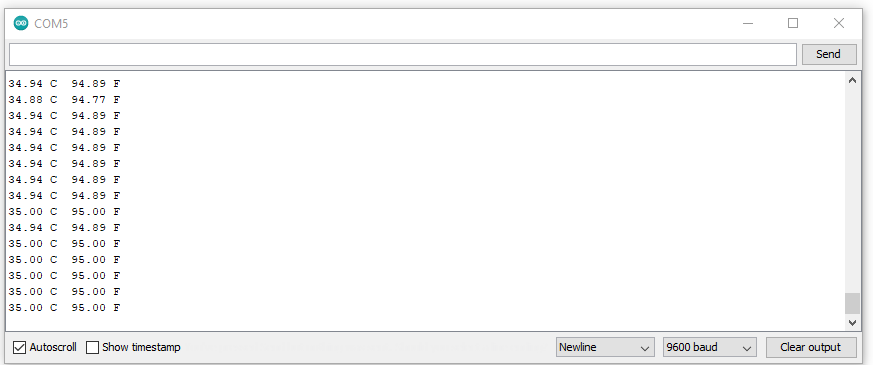 COM5
Send
34.94 C  94.89 F
34.88 C  94.77 F
34.94 C  94.89 F
34.94 C  94.89 F
34.94 C  94.89 F
34.94 C  94.89 F
34.94 C  94.89 F
34.94 C  94.89 F
35.00 C  95.00 F
34.94 C  94.89 F
35.00 C  95.00 F
35.00 C  95.00 F
35.00 C  95.00 F
35.00 C  95.00 F
35.00 C  95.00 F
Autoscroll Show timestamp Newline 9600 baud Clear output